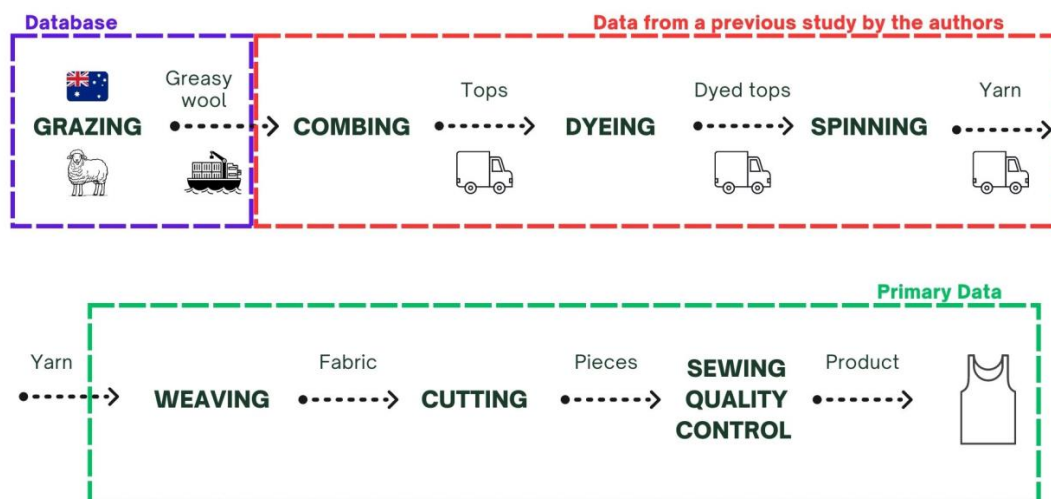 Database
Data from a previous study by the authors
Greasy
wool
Tops
Dyed tops
Yarn
GRAZING
COMBING
DYEING
SPINNING
Primary Data
Yarn
Fabric
Pieces
Product
WEAVING
CUTTING
SEWING
QUALITY
CONTROL